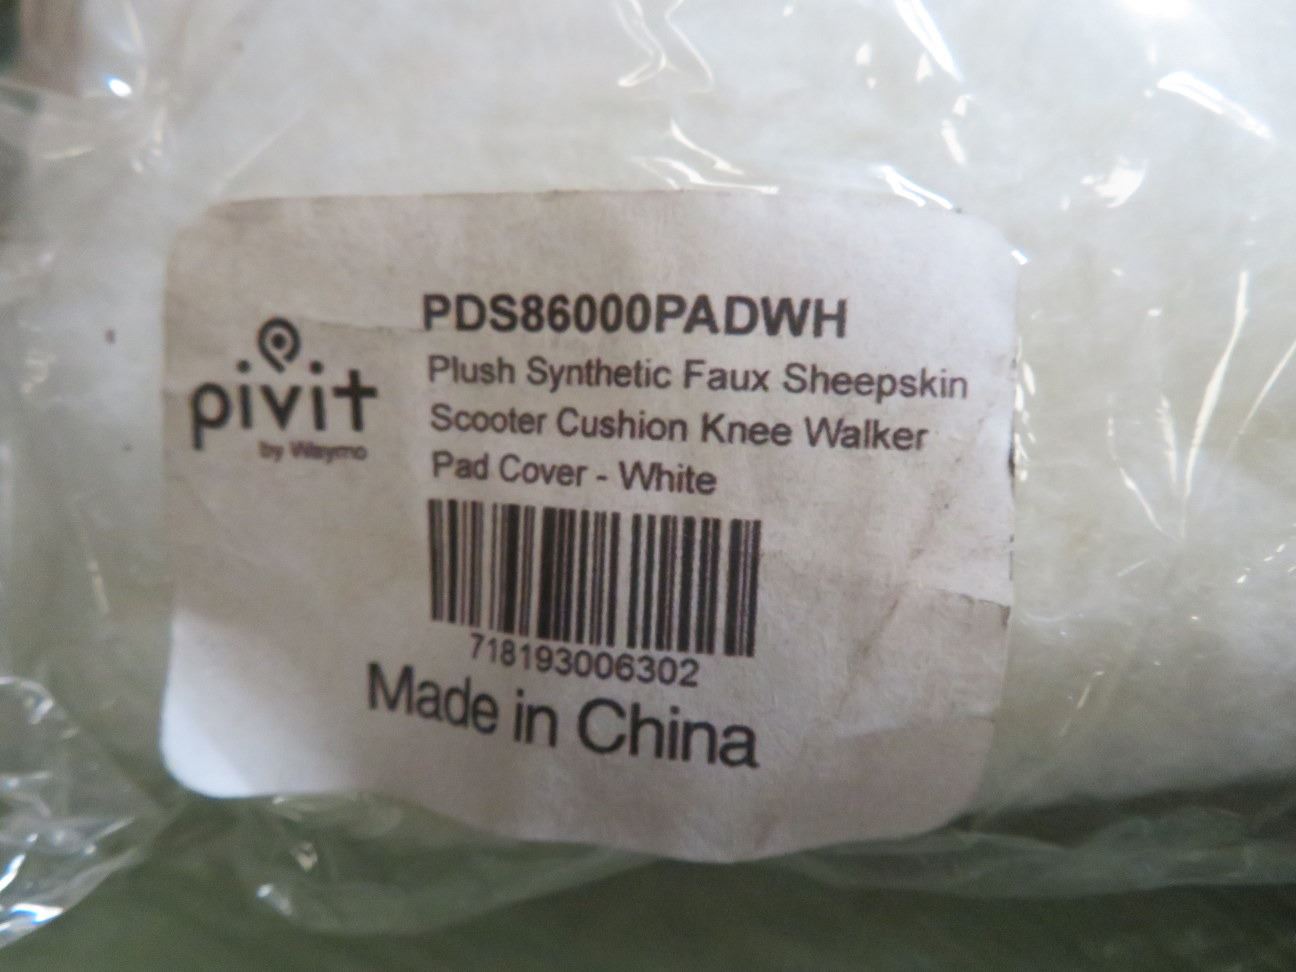 PDS86000PADWH
Plush Synthetic Faux Sheepskin
Scooter Cushion Knee Walker
Pad Cover - White
pivit
by Waymo
718193006302
Made in China